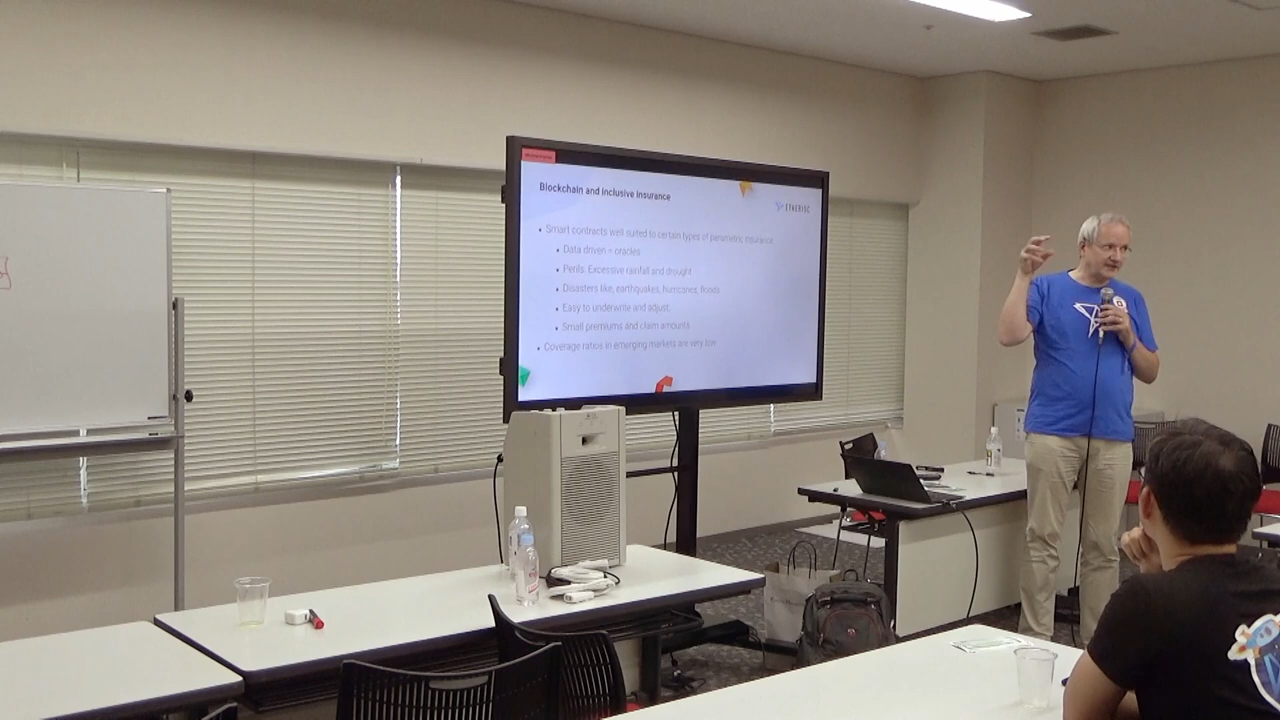 Blockchain and Inclusive Insurance
ETHERISC
• Smart contracts well suited to certain types of parametric insurance
• Data driven = oracles
• Perils: Excessive rainfall and drought
• Disasters like, earthquakes, hurricane, floods
• Easy to underwrite and adjust.
• Small premiums and claim amounts
• Coverage ratios in emerging markets are very low